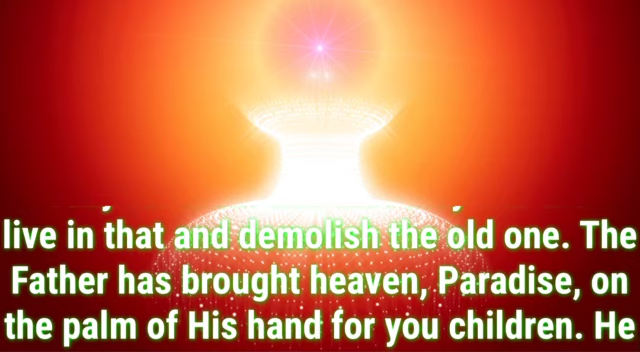 live in that and demolish the old one. The
Father has brought heaven, Paradise, on
the palm of His hand for you children. He